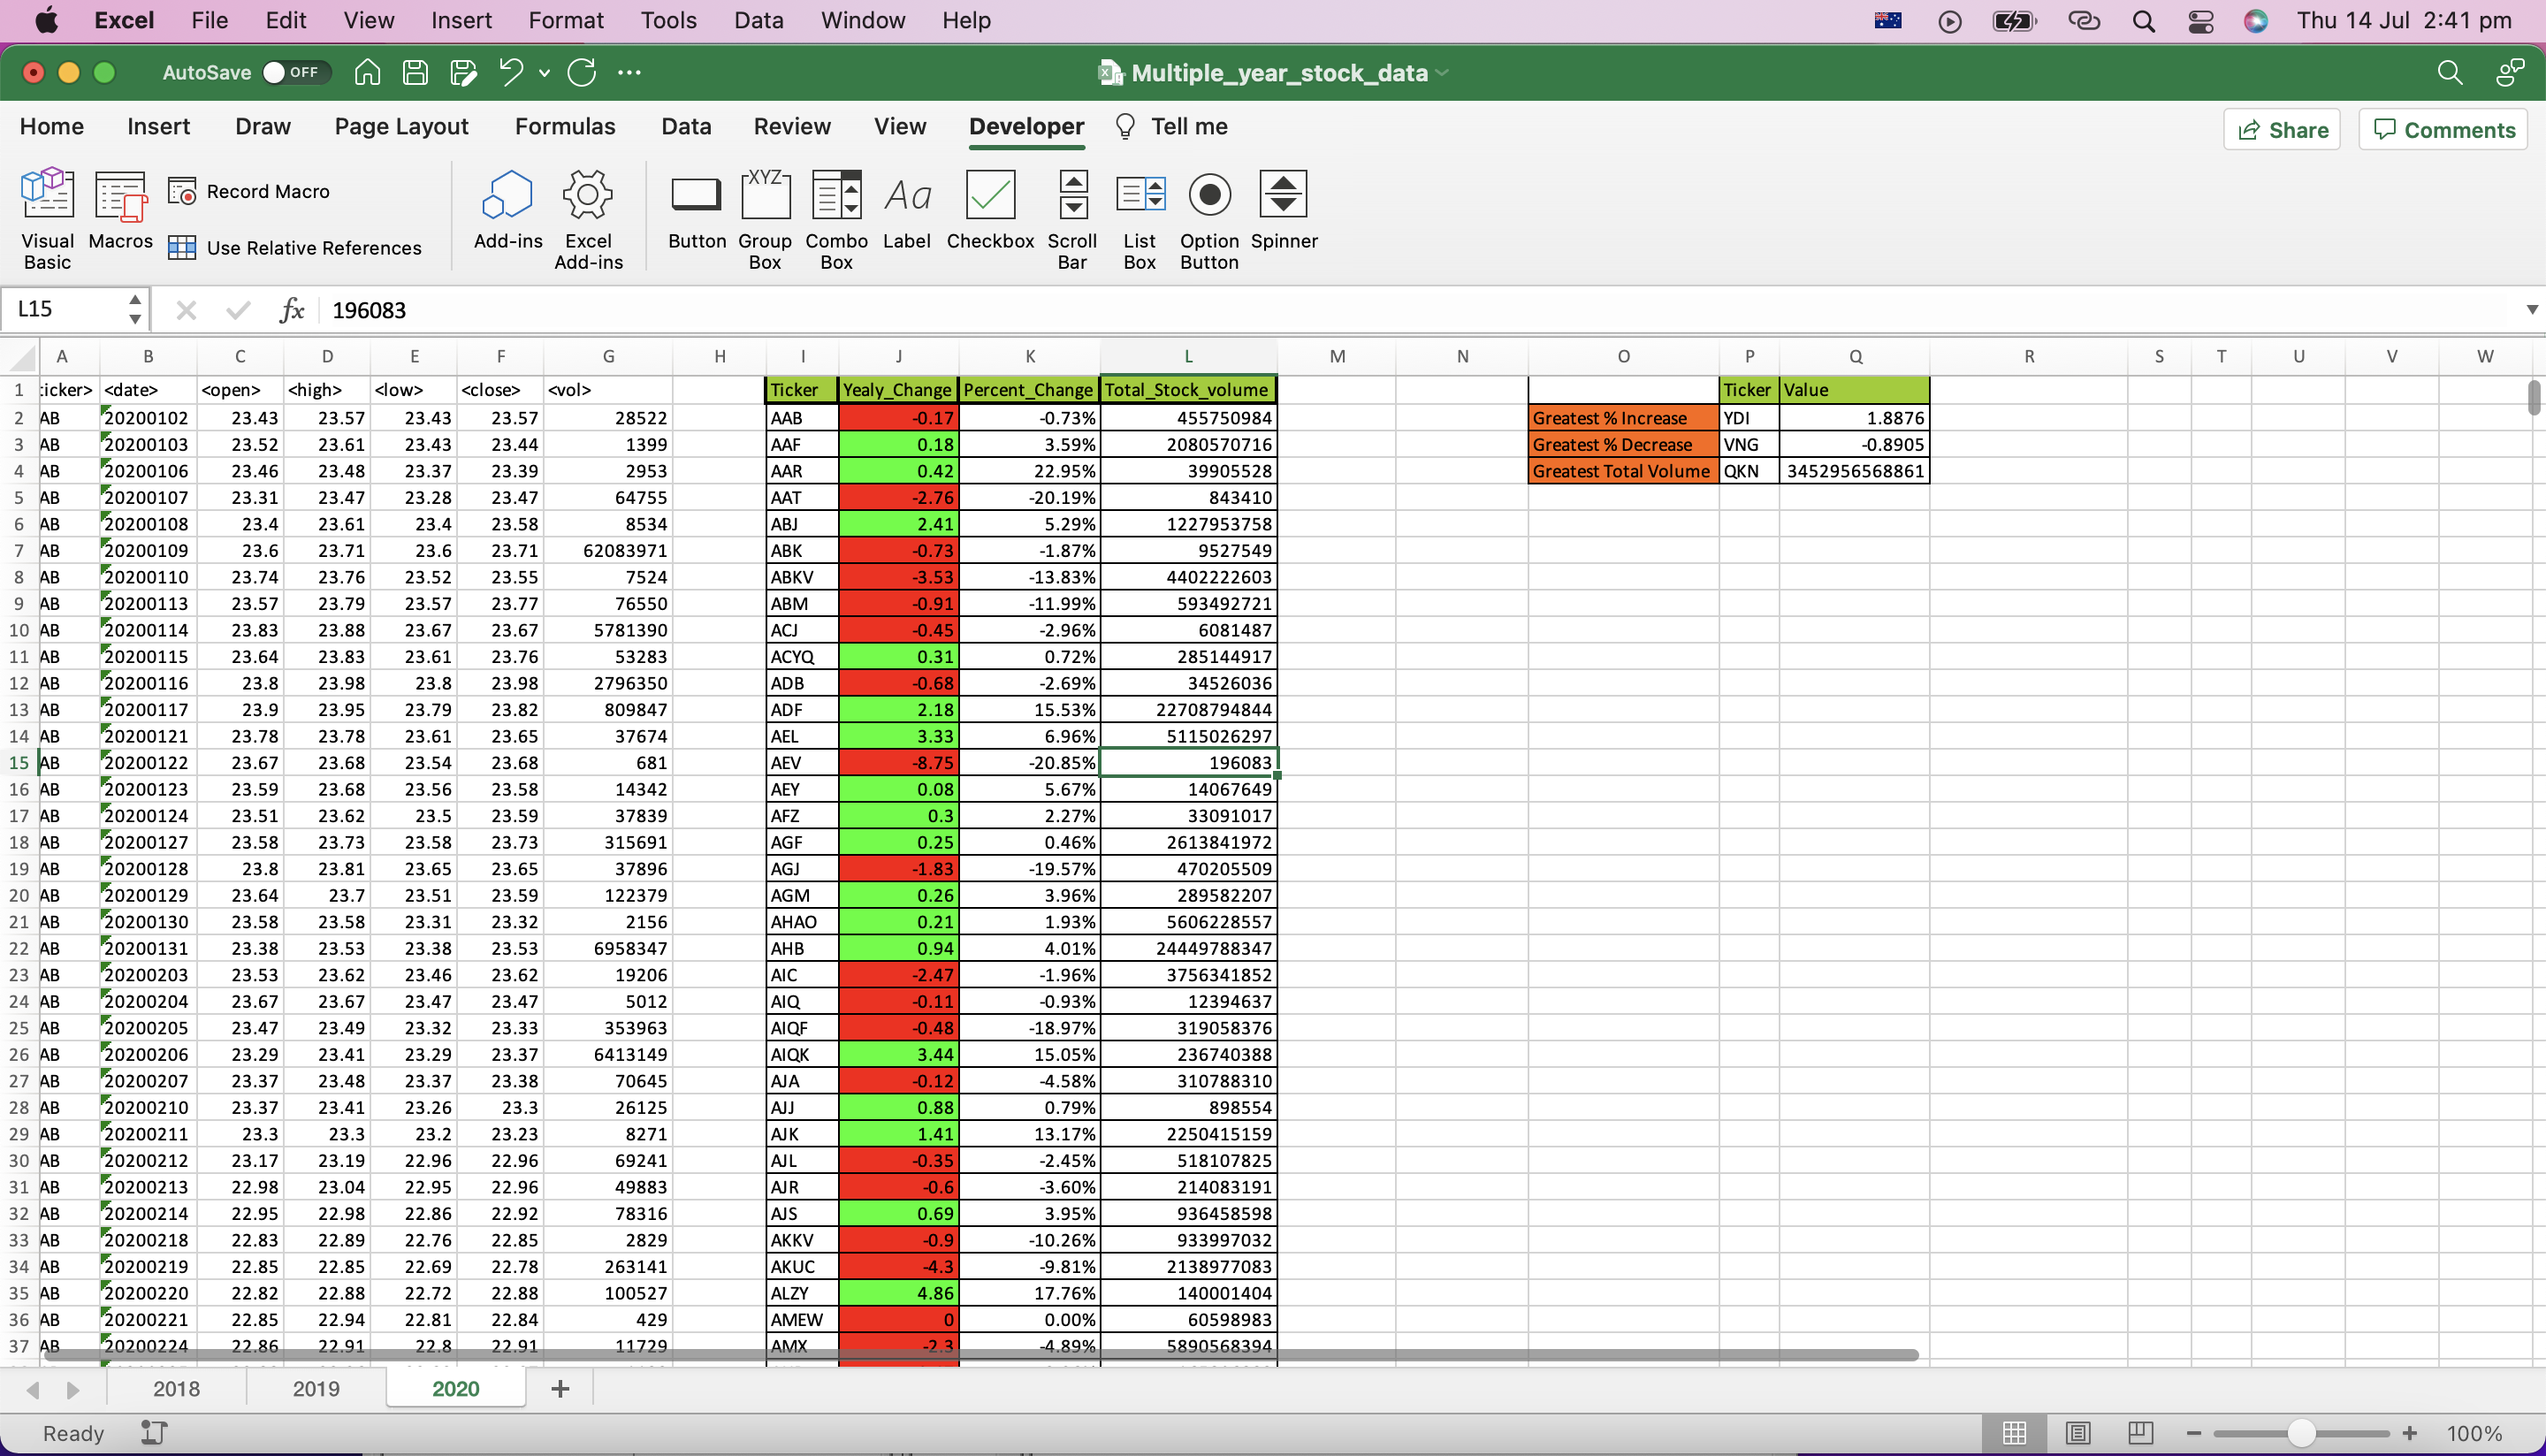 Excel File Edit View Insert Format Tools Data Window Help Thu 14 Jul 2:41 pm
AutoSave OFF Multiple_year_stock_data
Home Insert Draw Page Layout Formulas Data Review View Developer Tell me Share Comments
Visual Basic Macros Record Macro Use Relative References Add-ins Excel Add-ins Button Group Box Combo Box Label Checkbox Scroll Bar List Box Option Button Spinner
L15 fx 196083
A B C D E F G H I J K L M N O P Q R S T U V W
1 ticker> <date> <open> <high> <low> <close> <vol> Ticker Yealy_Change Percent_Change Total_Stock_volume Ticker Value
2 AB 20200102 23.43 23.57 23.43 23.57 28522 AAB -0.17 -0.73% 455750984 Greatest % Increase YDI 1.8876
3 AB 20200103 23.52 23.61 23.43 23.44 1399 AAF 0.18 3.59% 2080570716 Greatest % Decrease VNG -0.8905
4 AB 20200106 23.46 23.48 23.37 23.39 2953 AAR 0.42 22.95% 39905528 Greatest Total Volume QKN 3452956568861
5 AB 20200107 23.31 23.47 23.28 23.47 64755 AAT -2.76 -20.19% 843410
6 AB 20200108 23.4 23.61 23.4 23.58 8534 ABJ 2.41 5.29% 1227953758
7 AB 20200109 23.6 23.71 23.6 23.71 62083971 ABK -0.73 -1.87% 9527549
8 AB 20200110 23.74 23.76 23.52 23.55 7524 ABKV -3.53 -13.83% 4402222603
9 AB 20200113 23.57 23.79 23.57 23.77 76550 ABM -0.91 -11.99% 593492721
10 AB 20200114 23.83 23.88 23.67 23.67 5781390 ACJ -0.45 -2.96% 6081487
11 AB 20200115 23.64 23.83 23.61 23.76 53283 ACYQ 0.31 0.72% 285144917
12 AB 20200116 23.8 23.98 23.8 23.98 2796350 ADB -0.68 -2.69% 34526036
13 AB 20200117 23.9 23.95 23.79 23.82 809847 ADF 2.18 15.53% 22708794844
14 AB 20200121 23.78 23.78 23.61 23.65 37674 AEL 3.33 6.96% 5115026297
15 AB 20200122 23.67 23.68 23.54 23.68 681 AEV -8.75 -20.85% 196083
16 AB 20200123 23.59 23.68 23.56 23.58 14342 AEY 0.08 5.67% 14067649
17 AB 20200124 23.51 23.62 23.5 23.59 37839 AFZ 0.3 2.27% 33091017
18 AB 20200127 23.58 23.73 23.58 23.73 315691 AGF 0.25 0.46% 2613841972
19 AB 20200128 23.8 23.81 23.65 23.65 37896 AGJ -1.83 -19.57% 470205509
20 AB 20200129 23.64 23.7 23.51 23.59 122379 AGM 0.26 3.96% 289582207
21 AB 20200130 23.58 23.58 23.31 23.32 2156 AHAO 0.21 1.93% 5606228557
22 AB 20200131 23.38 23.53 23.38 23.53 6958347 AHB 0.94 4.01% 24449788347
23 AB 20200203 23.53 23.62 23.46 23.62 19206 AIC -2.47 -1.96% 3756341852
24 AB 20200204 23.67 23.67 23.47 23.47 5012 AIQ -0.11 -0.93% 12394637
25 AB 20200205 23.47 23.49 23.32 23.33 353963 AIQF -0.48 -18.97% 319058376
26 AB 20200206 23.29 23.41 23.29 23.37 6413149 AIQK 3.44 15.05% 236740388
27 AB 20200207 23.37 23.48 23.37 23.38 70645 AJA -0.12 -4.58% 310788310
28 AB 20200210 23.37 23.41 23.26 23.3 26125 AJJ 0.88 0.79% 898554
29 AB 20200211 23.3 23.3 23.2 23.23 8271 AJK 1.41 13.17% 2250415159
30 AB 20200212 23.17 23.19 22.96 22.96 69241 AJL -0.35 -2.45% 518107825
31 AB 20200213 22.98 23.04 22.95 22.96 49883 AJR -0.6 -3.60% 214083191
32 AB 20200214 22.95 22.98 22.86 22.92 78316 AJS 0.69 3.95% 936458598
33 AB 20200218 22.83 22.89 22.76 22.85 2829 AKKV -0.9 -10.26% 933997032
34 AB 20200219 22.85 22.85 22.69 22.78 263141 AKUC -4.3 -9.81% 2138977083
35 AB 20200220 22.82 22.88 22.72 22.88 100527 ALZY 4.86 17.76% 140001404
36 AB 20200221 22.85 22.94 22.81 22.84 429 AMEW 0 0.00% 60598983
37 AB 20200224 22.86 22.91 22.8 22.91 11729 AMX -2.3 -4.89% 5890568394
2018 2019 2020
Ready 100%